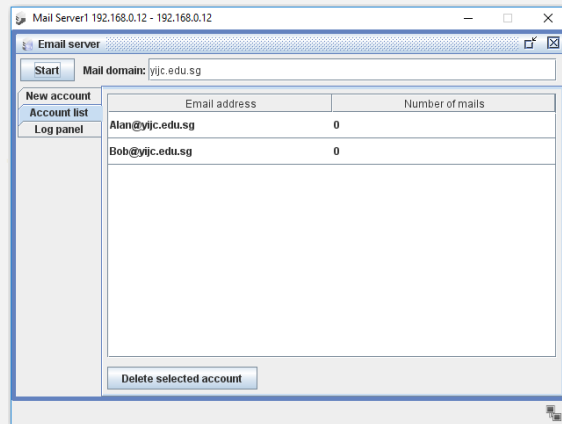 Mail Server1 192.168.0.12 - 192.168.0.12
Email server
Start Mail domain: yijc.edu.sg
New account
Account list
Log panel
Email address Number of mails
Alan@yijc.edu.sg 0
Bob@yijc.edu.sg 0
Delete selected account